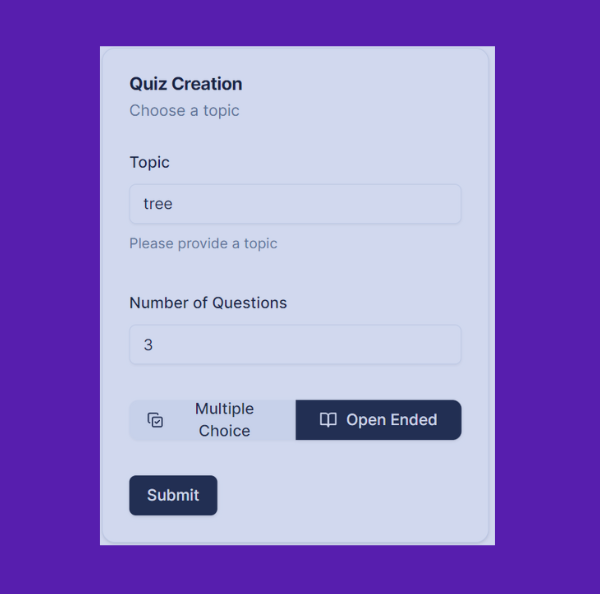 Quiz Creation
Choose a topic
Topic
tree
Please provide a topic
Number of Questions
3
Multiple
Choice
Open Ended
Submit